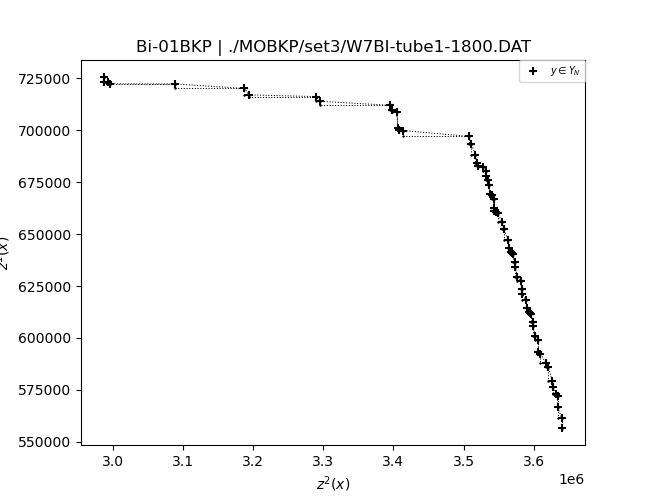 Bi-01BKP | ./MOBKP/set3/W7BI-tube1-1800.DAT
y ∈ Y_N
725000
700000
675000
650000
625000
600000
575000
550000
z¹(x)
3.0 3.1 3.2 3.3 3.4 3.5 3.6
1e6
z²(x)